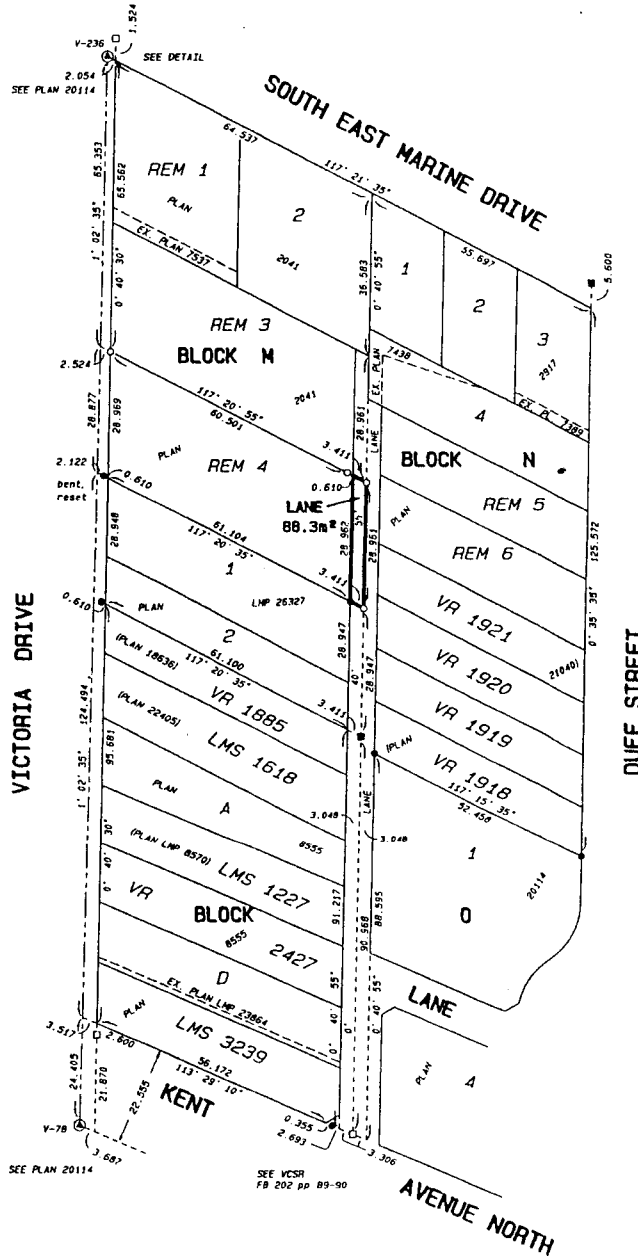 1.524
V-236
SEE DETAIL
2.054
SEE PLAN 20114
SOUTH EAST MARINE DRIVE
64.537
117° 21' 35"
65.353
65.562
1° 02' 35"
0° 40' 30"
REM 1
PLAN
2
2041
EX. PLAN 7537
36.583
0° 40' 55"
1
55.697
2
3
2917
5.600
REM 3
BLOCK M
2041
EX. PLAN
7438
EX. PL. 7389
2.524
28.877
28.969
117° 20' 55"
60.501
28.961
LANE
4
BLOCK N
3.411
0.610
PLAN
REM 4
2.122
bent,
reset
0.610
LANE
88.3m²
28.962
55"
28.961
PLAN
REM 5
REM 6
125.572
0° 35' 35"
28.948
61.104
117° 20' 35"
1
LMP 26327
3.411
0.610
PLAN
2
28.947
40'
28.947
VR 1921
VR 1920
21040)
VR 1919
VR 1918
(PLAN
117° 15' 35"
52.458
(PLAN 18636)
61.100
117° 20' 35"
VR 1885
3.411
(PLAN 22405)
LMS 1618
VICTORIA DRIVE
DUFF STREET
124.494
1° 02' 35"
95.681
0° 40' 30"
PLAN
A
8555
3.048
LANE
3.048
1
20114
O
(PLAN LMP 8570)
LMS 1227
VR
BLOCK
2427
8555
91.217
90.968
88.595
0° 40' 55"
0°
0° 40' 55"
LANE
D
EX. PLAN LMP 23864
PLAN
LMS 3239
3.517
2.600
56.172
113° 29' 10"
24.405
21.870
22.555
KENT
PLAN
A
0.355
2.693
V-78
3.687
3.306
SEE PLAN 20114
SEE VCSR
FB 202 pp 89-90
AVENUE NORTH